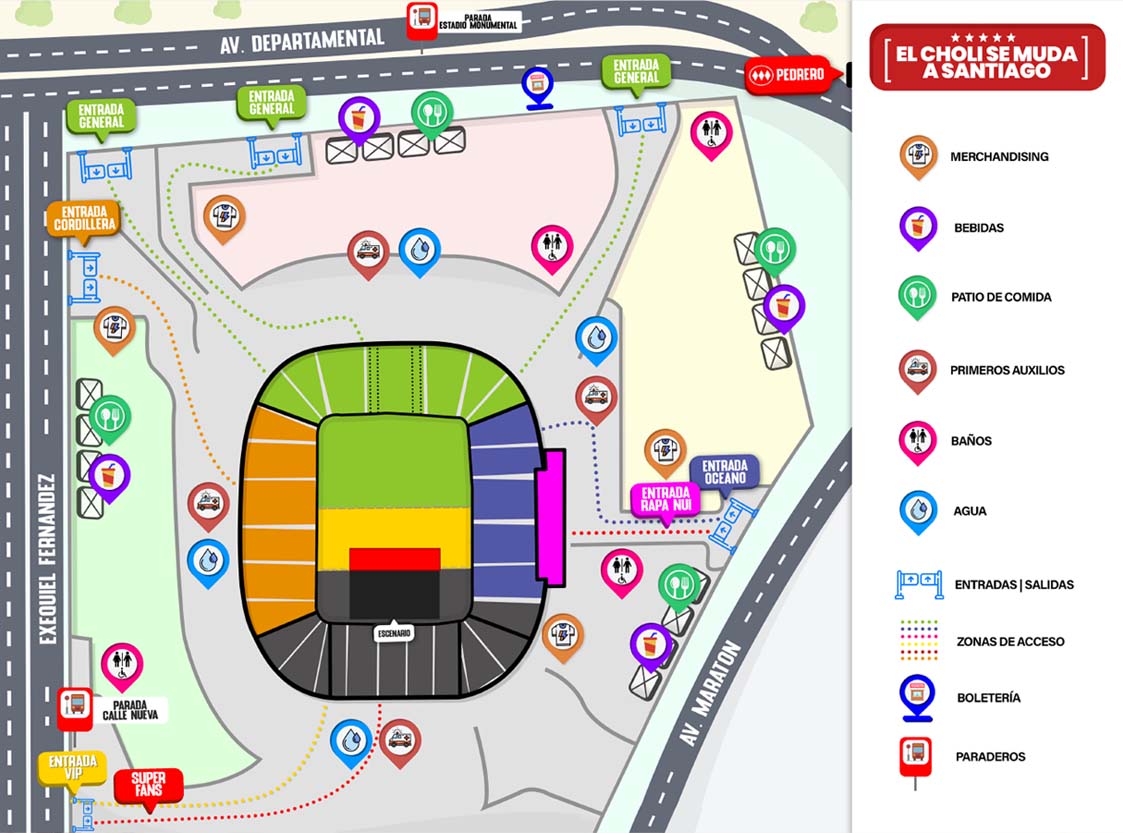 PARADA
ESTADIO MONUMENTAL
AV. DEPARTAMENTAL
ENTRADA
GENERAL
PEDRERO
ENTRADA
GENERAL
ENTRADA
GENERAL
ENTRADA
CORDILLERA
EXEQUIEL FERNANDEZ
ENTRADA
OCEANO
ENTRADA
RAPA NUI
ESCENARIO
AV. MARATON
PARADA
CALLE NUEVA
ENTRADA
VIP
SUPER
FANS
EL CHOLI SE MUDA
A SANTIAGO
MERCHANDISING
BEBIDAS
PATIO DE COMIDA
PRIMEROS AUXILIOS
BAÑOS
AGUA
ENTRADAS | SALIDAS
ZONAS DE ACCESO
BOLETERÍA
PARADEROS